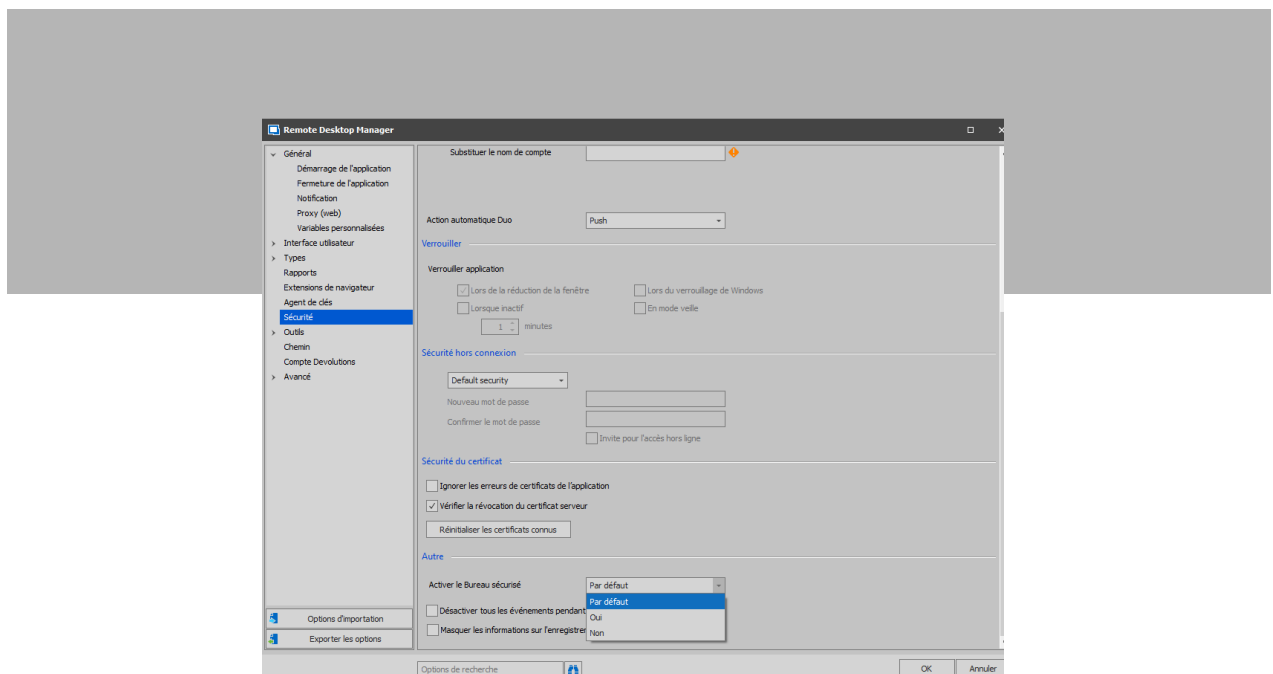 Remote Desktop Manager
Général
Démarrage de l'application
Fermeture de l'application
Notification
Proxy (web)
Variables personnalisées
Interface utilisateur
Types
Rapports
Extensions de navigateur
Agent de clés
Sécurité
Outils
Chemin
Compte Devolutions
Avancé
Options d'importation
Exporter les options
Substituer le nom de compte
Action automatique Duo Push
Verrouiller
Verrouiller application
Lors de la réduction de la fenêtre Lors du verrouillage de Windows
Lorsque inactif En mode veille
1 minutes
Sécurité hors connexion
Default security
Nouveau mot de passe
Confirmer le mot de passe
Invite pour l'accès hors ligne
Sécurité du certificat
Ignorer les erreurs de certificats de l'application
Vérifier la révocation du certificat serveur
Réinitialiser les certificats connus
Autre
Activer le Bureau sécurisé Par défaut
Par défaut
Désactiver tous les événements pendant
Oui
Masquer les informations sur l'enregistrer
Non
Options de recherche
OK Annuler